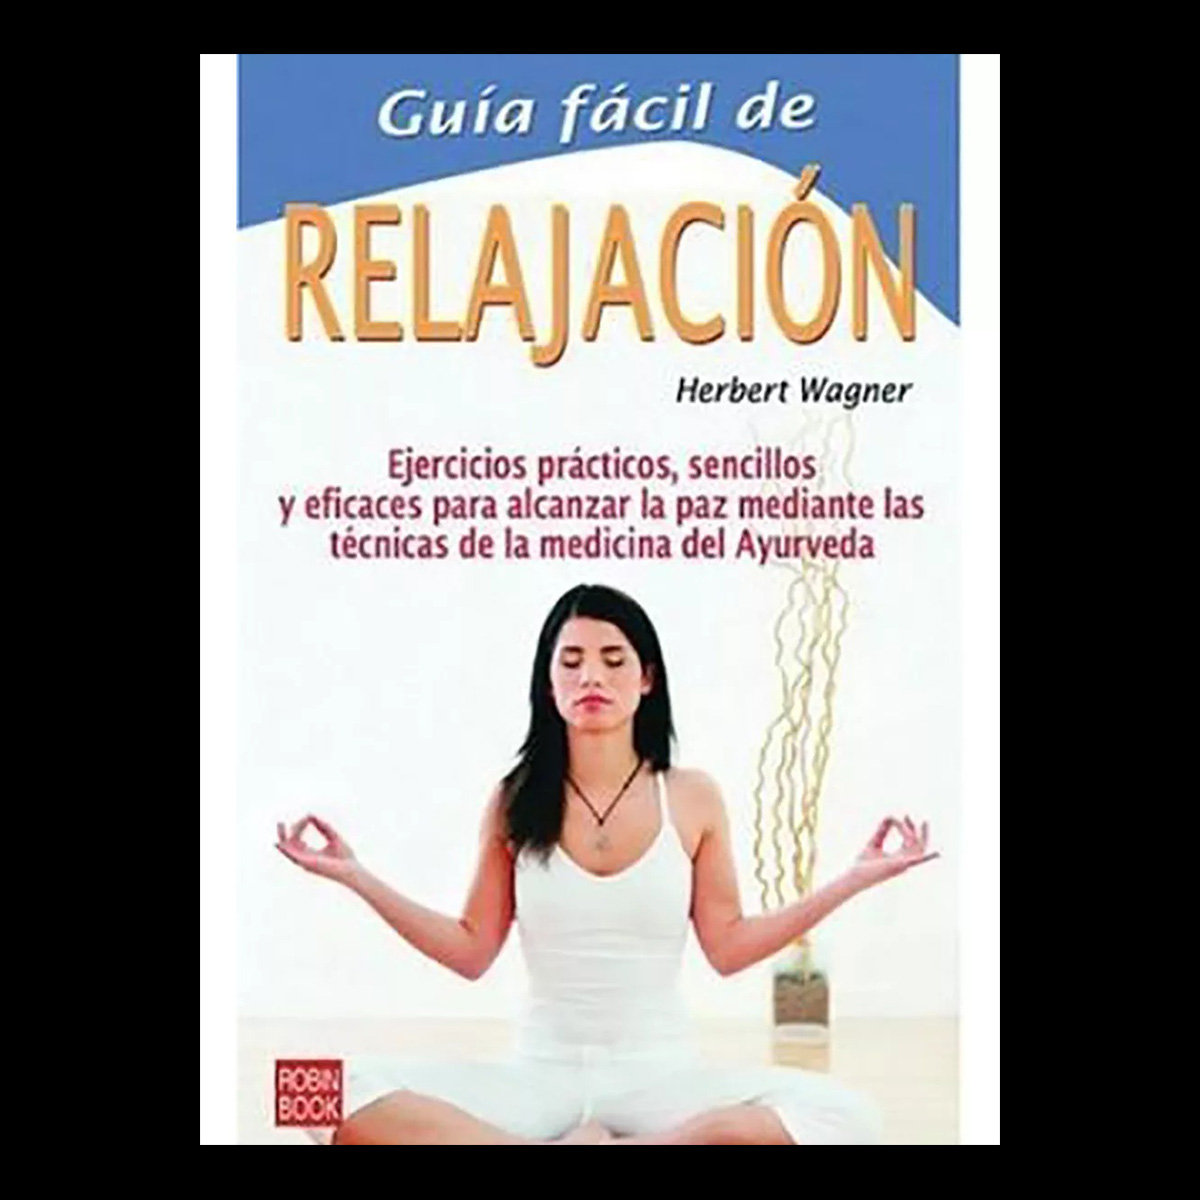 Guía fácil de
RELAJACIÓN
Herbert Wagner
Ejercicios prácticos, sencillos
y eficaces para alcanzar la paz mediante las
técnicas de la medicina del Ayurveda
ROBIN
BOOK